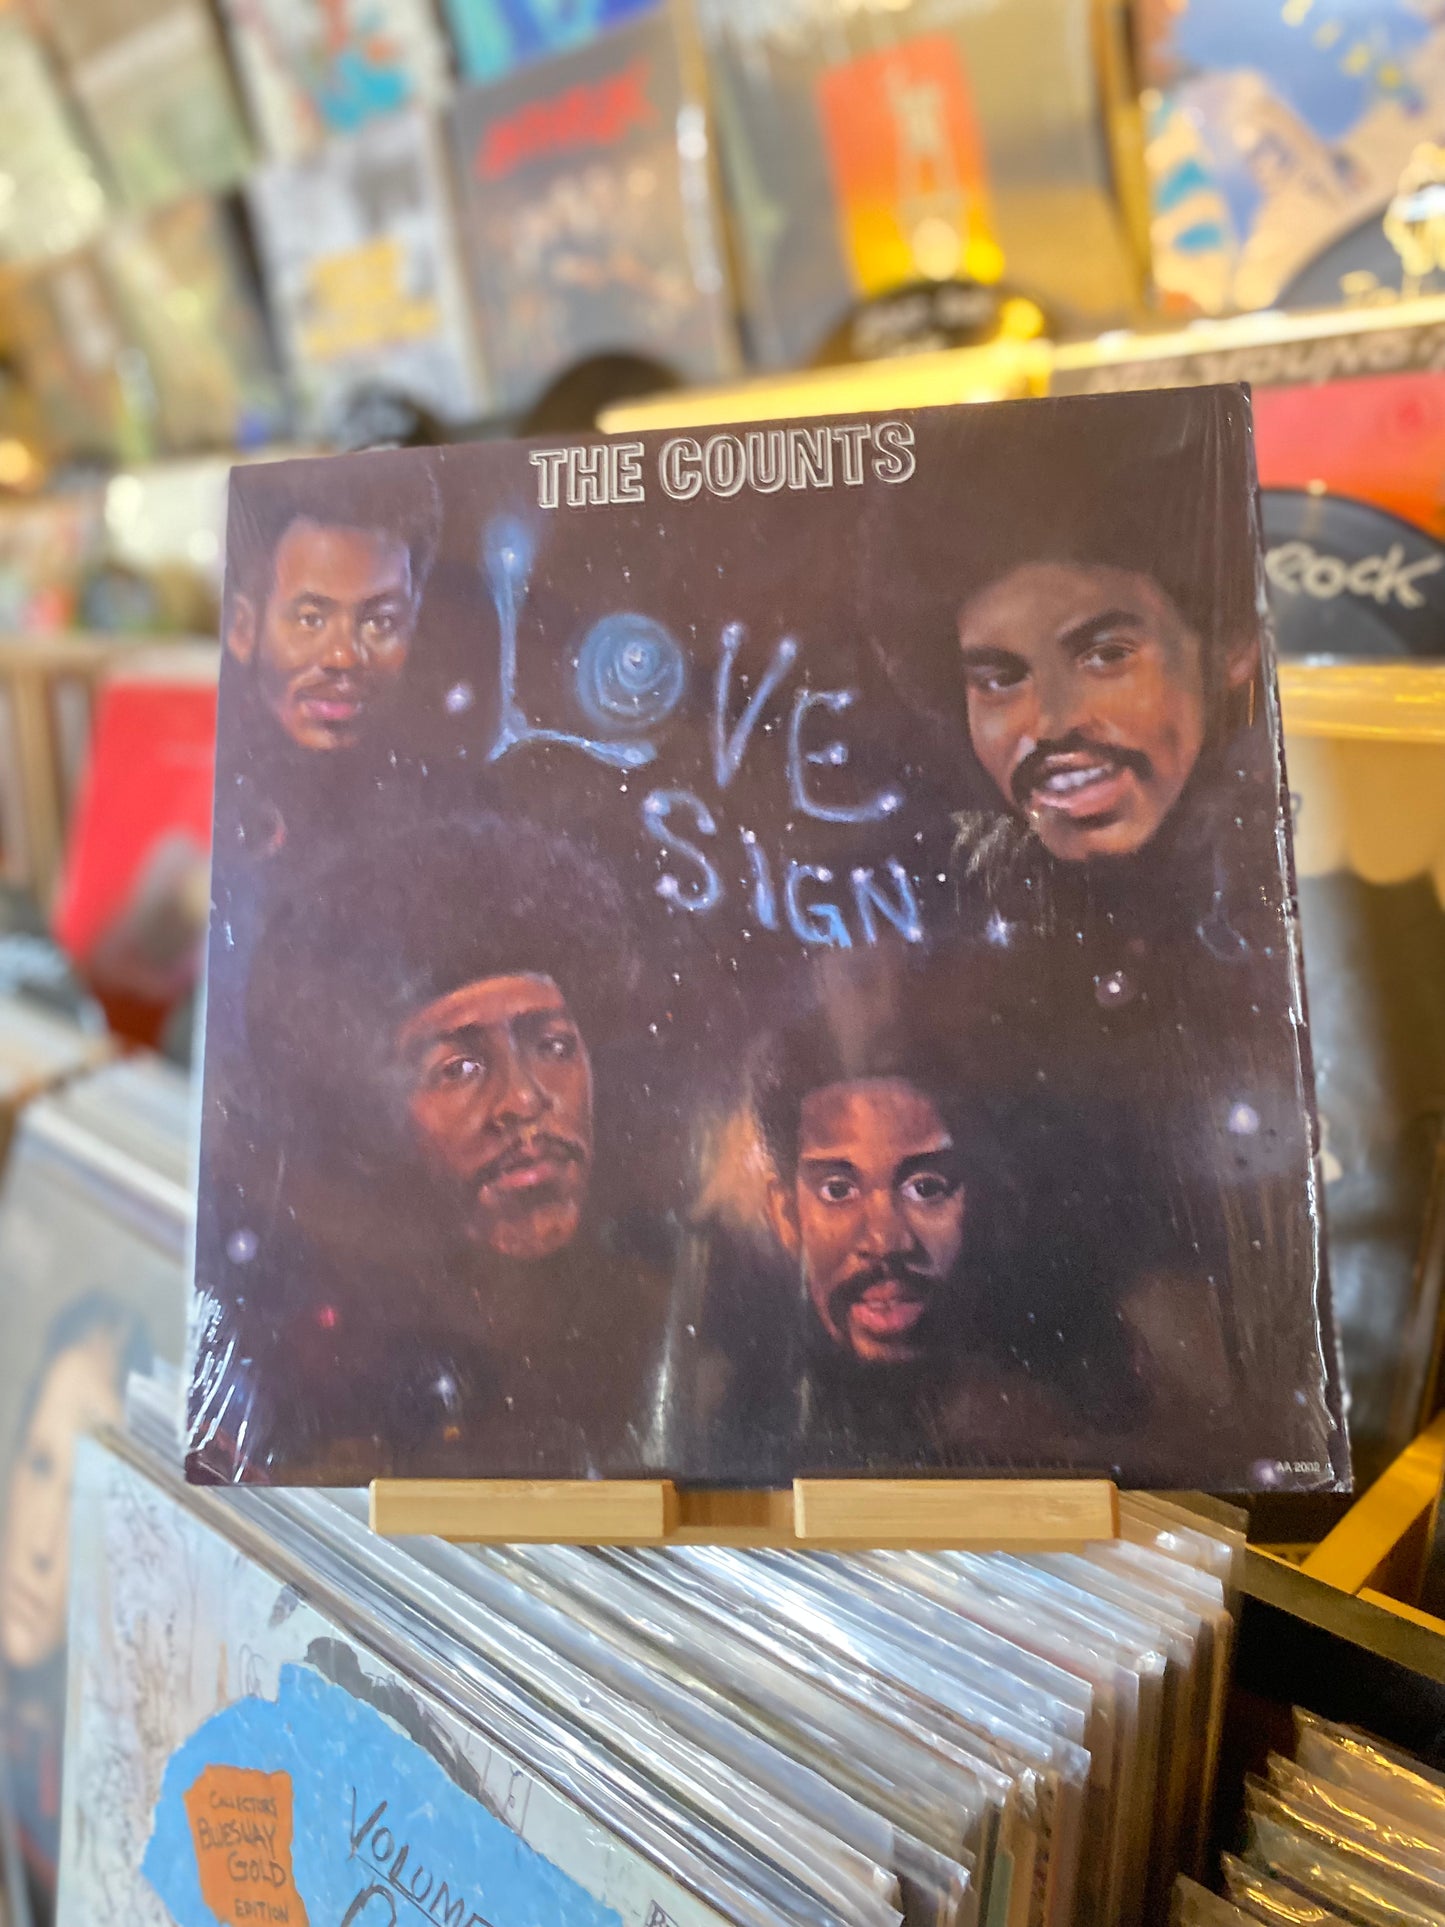 THE COUNTS
LOVE
SIGN
AA 2002
ROCK
COLLECTORS
BLUESWAY
GOLD
EDITION
VOLUME